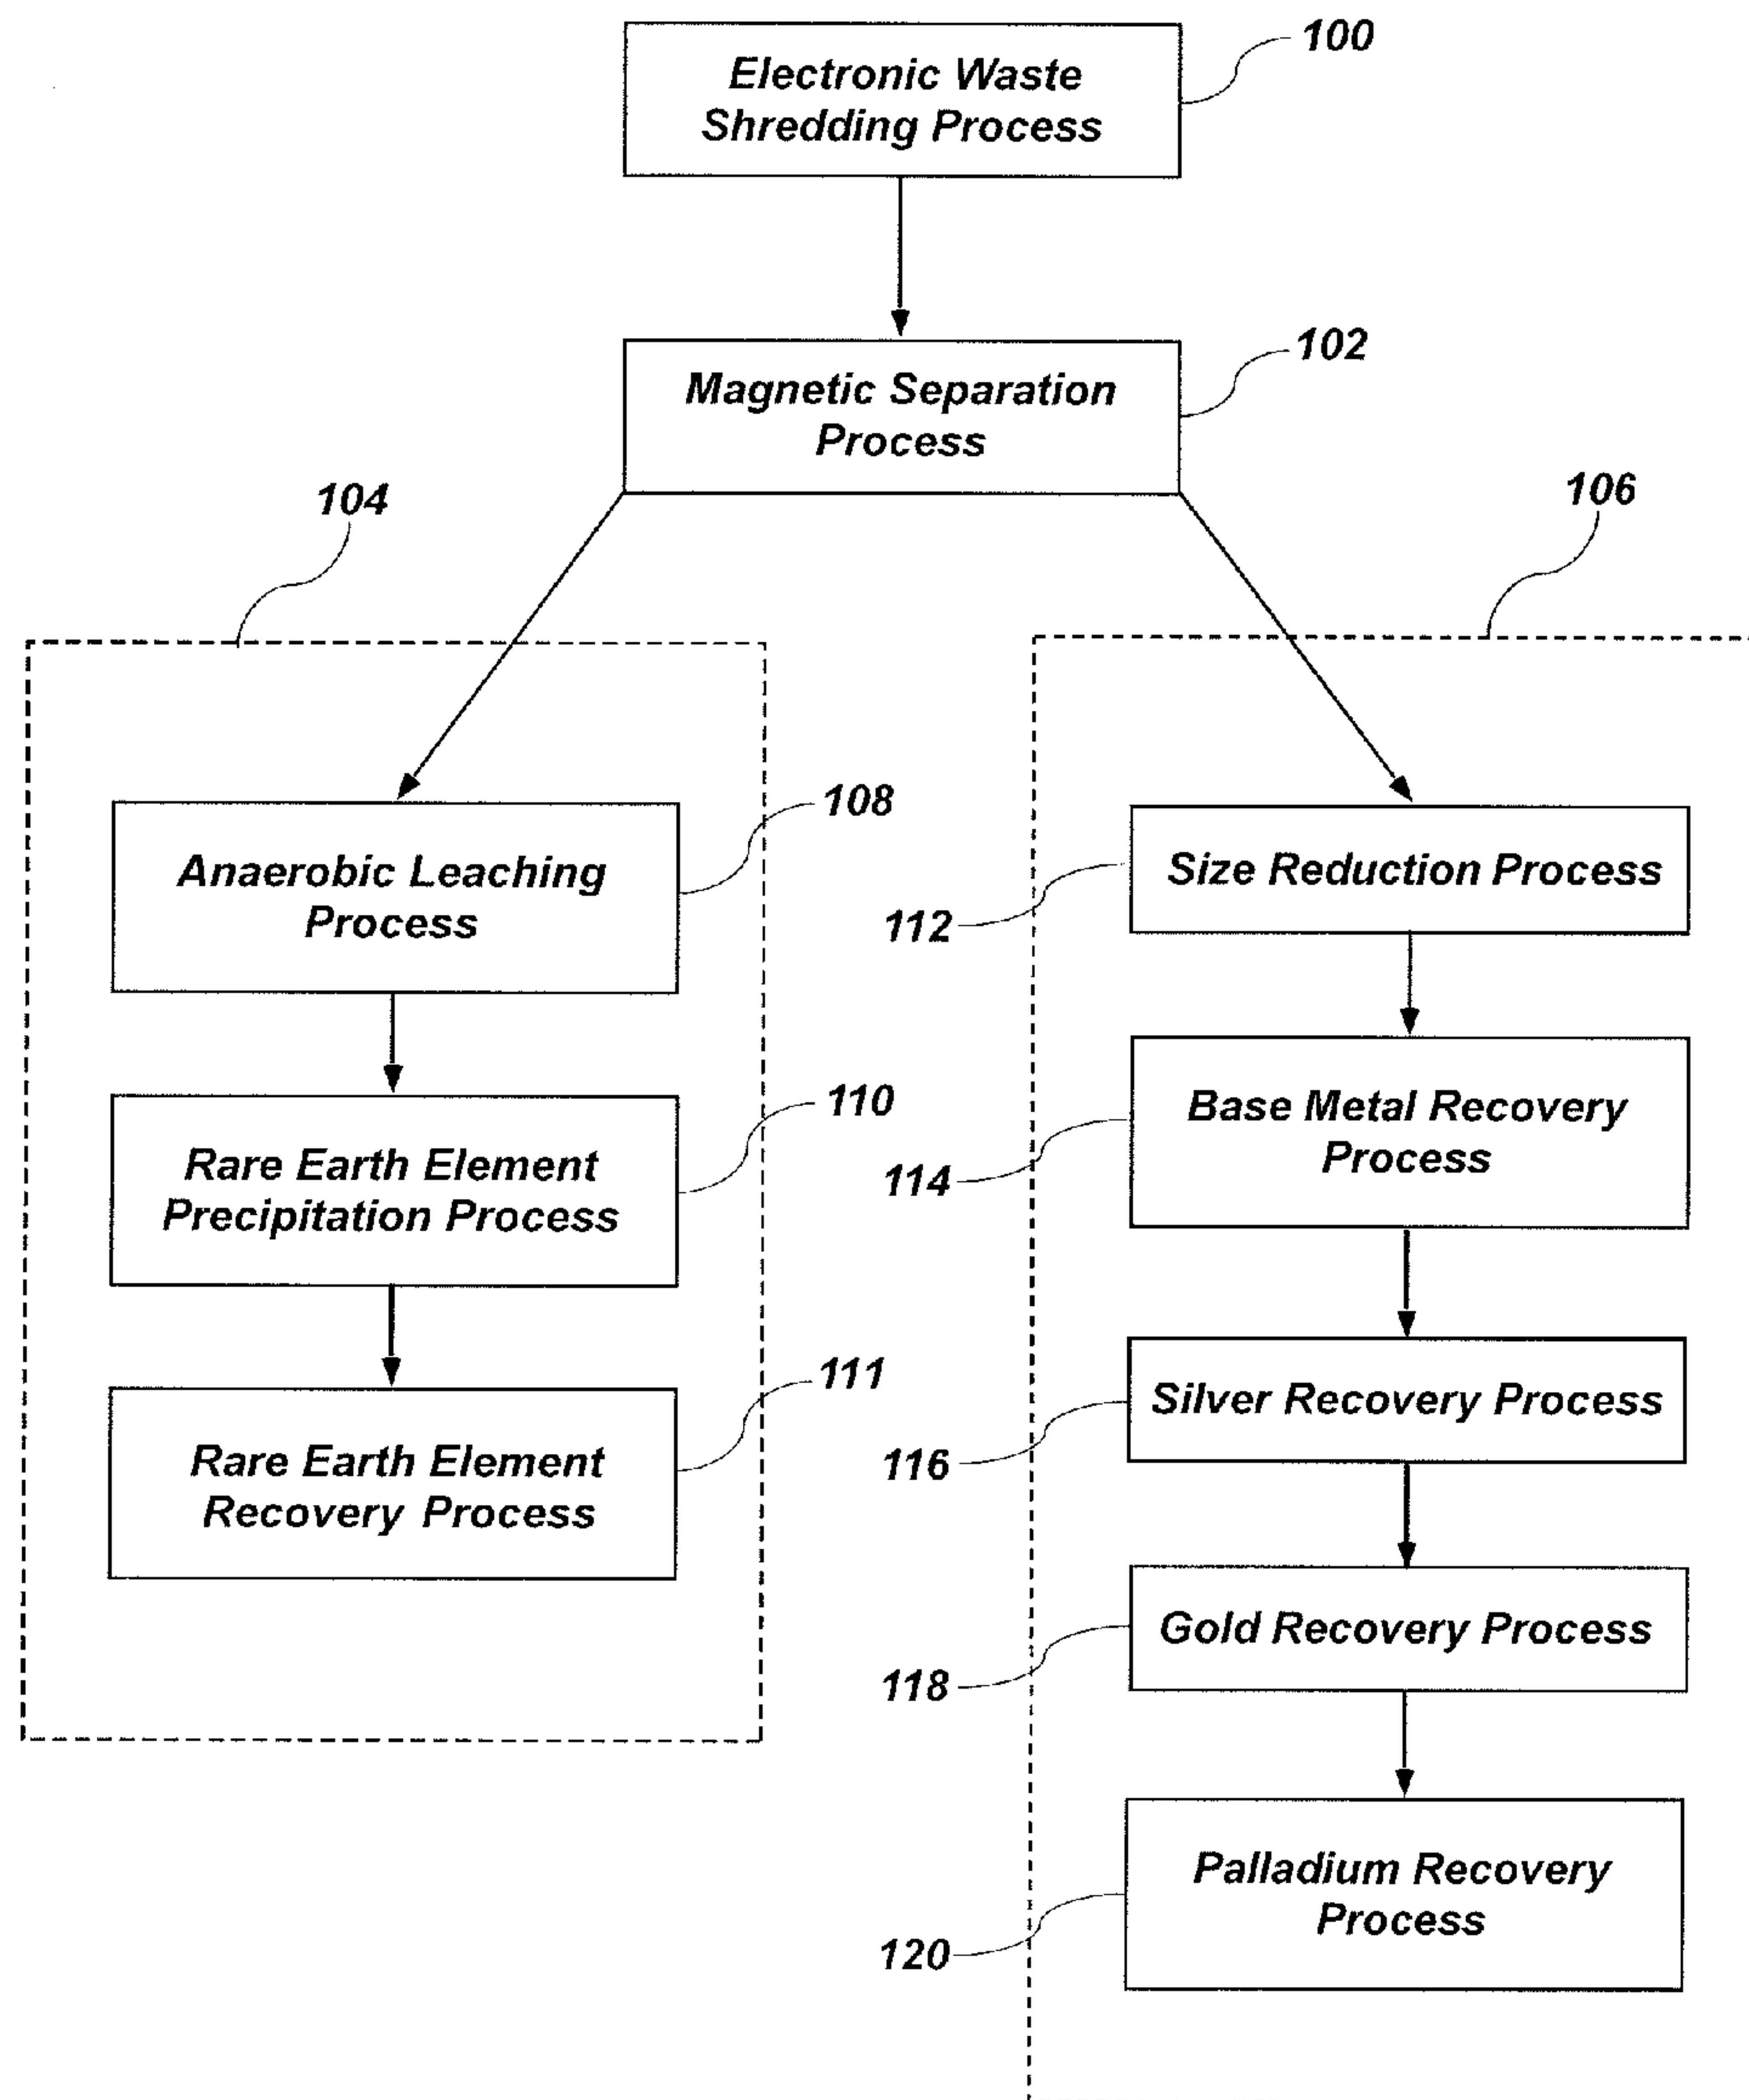 Electronic Waste
Shredding Process
100
Magnetic Separation
Process
102
104
106
Anaerobic Leaching
Process
108
Rare Earth Element
Precipitation Process
110
Rare Earth Element
Recovery Process
111
Size Reduction Process
112
Base Metal Recovery
Process
114
Silver Recovery Process
116
Gold Recovery Process
118
Palladium Recovery
Process
120